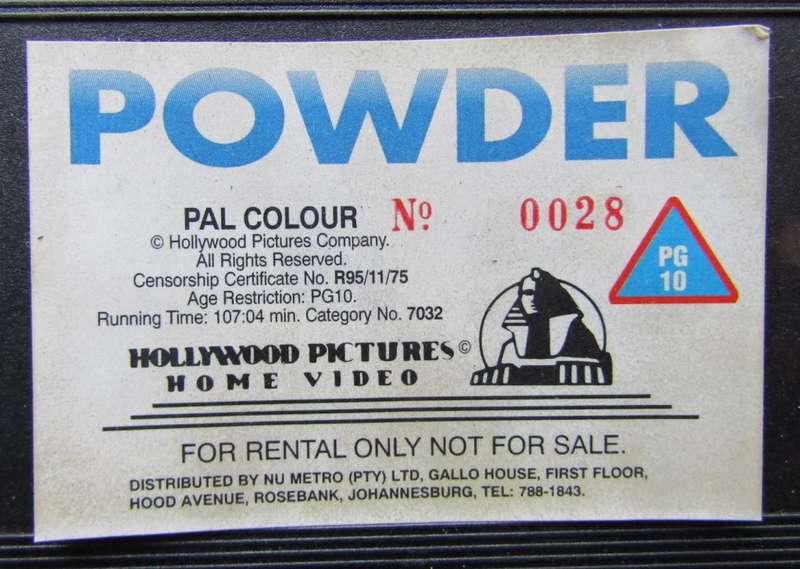 POWDER
PAL COLOUR Nº 0028
© Hollywood Pictures Company.
All Rights Reserved.
Censorship Certificate No. R95/11/75
Age Restriction: PG10.
Running Time: 107:04 min. Category No. 7032
PG
10
HOLLYWOOD PICTURES©
HOME VIDEO
FOR RENTAL ONLY NOT FOR SALE.
DISTRIBUTED BY NU METRO (PTY) LTD, GALLO HOUSE, FIRST FLOOR,
HOOD AVENUE, ROSEBANK, JOHANNESBURG, TEL: 788-1843.